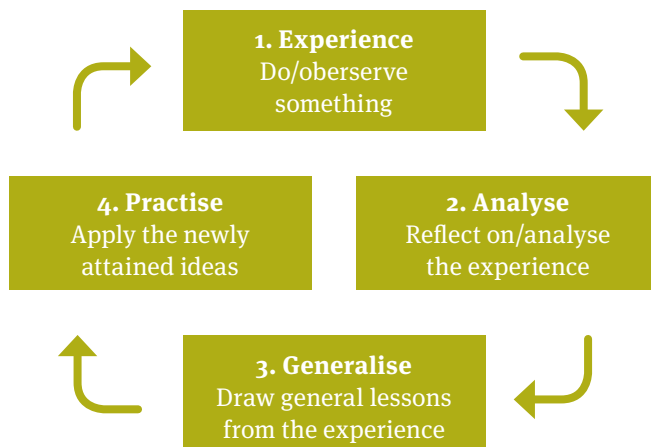 1. Experience
Do/oberserve
something
2. Analyse
Reflect on/analyse
the experience
3. Generalise
Draw general lessons
from the experience
4. Practise
Apply the newly
attained ideas